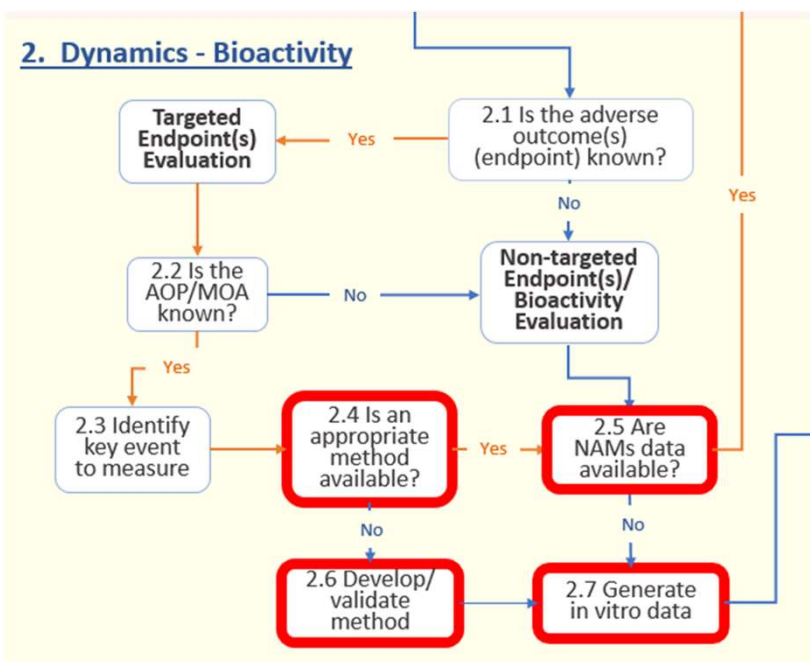 2. Dynamics - Bioactivity
Targeted
Endpoint(s)
Evaluation
Yes
2.1 Is the adverse
outcome(s)
(endpoint) known?
No
Yes
2.2 Is the
AOP/MOA
known?
No
Non-targeted
Endpoint(s)/
Bioactivity
Evaluation
Yes
2.3 Identify
key event
to measure
2.4 Is an
appropriate
method
available?
Yes
2.5 Are
NAMs data
available?
No
No
2.6 Develop/
validate
method
2.7 Generate
in vitro data